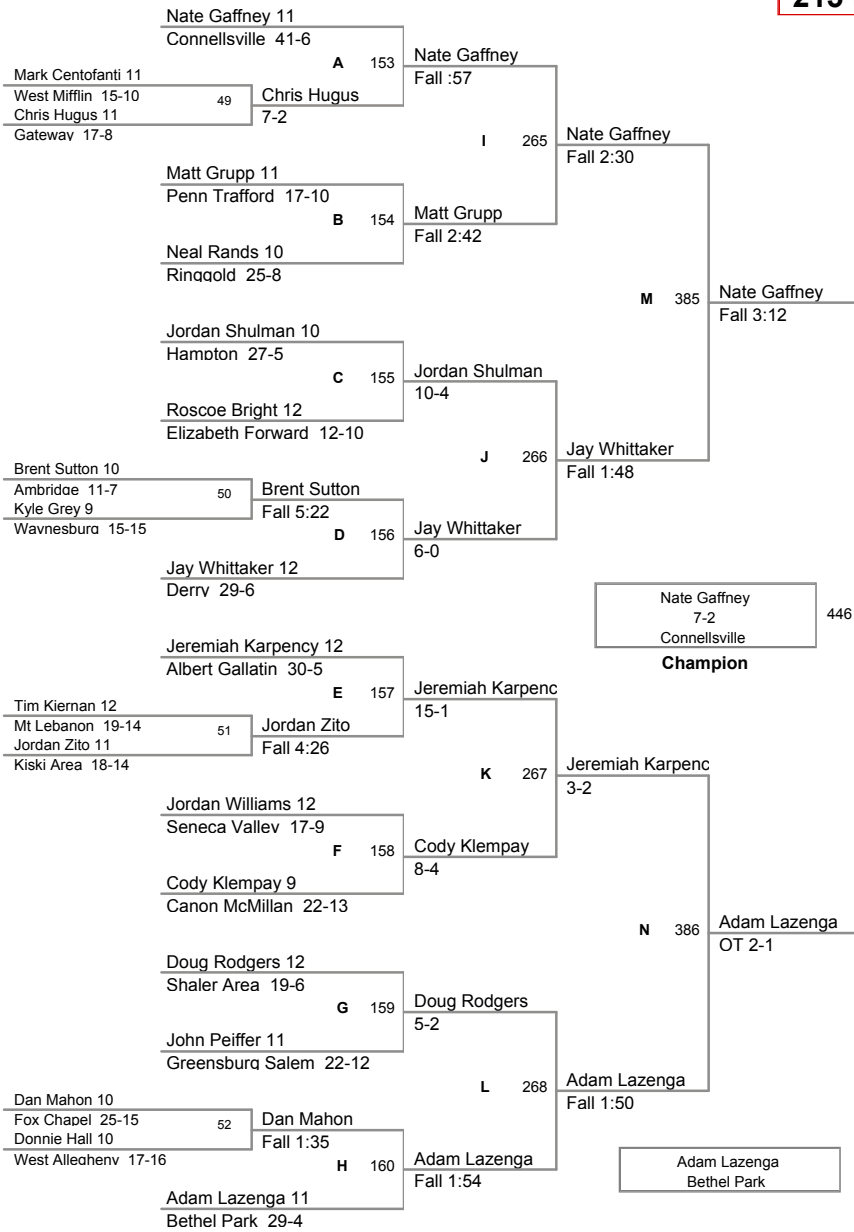 215
Nate Gaffney 11
Connellsville 41-6
A 153
Nate Gaffney
Fall :57
Mark Centofanti 11
West Mifflin 15-10
49
Chris Hugus 11
Gateway 17-8
Chris Hugus
7-2
I 265
Nate Gaffney
Fall 2:30
Matt Grupp 11
Penn Trafford 17-10
B 154
Matt Grupp
Fall 2:42
Neal Rands 10
Ringgold 25-8
M 385
Nate Gaffney
Fall 3:12
Jordan Shulman 10
Hampton 27-5
C 155
Jordan Shulman
10-4
Roscoe Bright 12
Elizabeth Forward 12-10
J 266
Jay Whittaker
Fall 1:48
Brent Sutton 10
Ambridge 11-7
50
Kyle Grey 9
Waynesburg 15-15
Brent Sutton
Fall 5:22
D 156
Jay Whittaker
6-0
Jay Whittaker 12
Derry 29-6
Nate Gaffney
7-2
Connellsville
446
Champion
Jeremiah Karpency 12
Albert Gallatin 30-5
E 157
Jeremiah Karpenc
15-1
Tim Kiernan 12
Mt Lebanon 19-14
51
Jordan Zito 11
Kiski Area 18-14
Jordan Zito
Fall 4:26
K 267
Jeremiah Karpenc
3-2
Jordan Williams 12
Seneca Valley 17-9
F 158
Cody Klempay
8-4
Cody Klempay 9
Canon McMillan 22-13
N 386
Adam Lazenga
OT 2-1
Doug Rodgers 12
Shaler Area 19-6
G 159
Doug Rodgers
5-2
John Peiffer 11
Greensburg Salem 22-12
L 268
Adam Lazenga
Fall 1:50
Dan Mahon 10
Fox Chapel 25-15
52
Donnie Hall 10
West Allegheny 17-16
Dan Mahon
Fall 1:35
H 160
Adam Lazenga
Fall 1:54
Adam Lazenga 11
Bethel Park 29-4
Adam Lazenga
Bethel Park